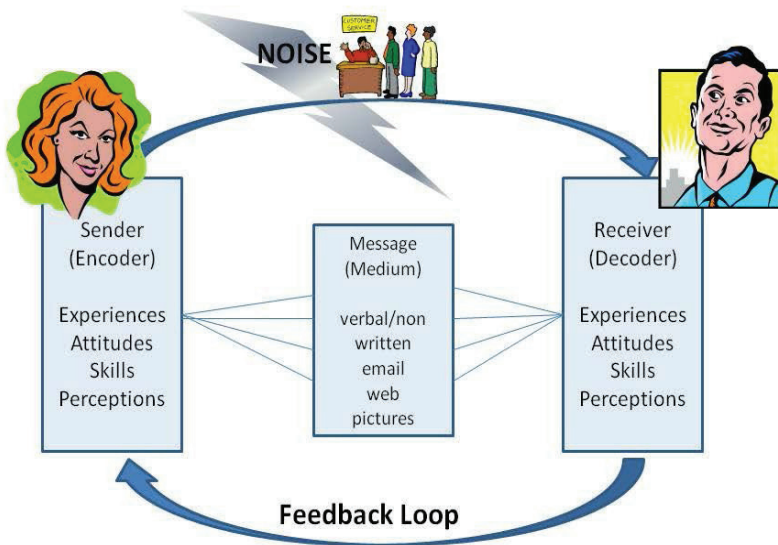 CUSTOMER
SERVICE
NOISE
Sender
(Encoder)
Experiences
Attitudes
Skills
Perceptions
Message
(Medium)
verbal/non
written
email
web
pictures
Receiver
(Decoder)
Experiences
Attitudes
Skills
Perceptions
Feedback Loop